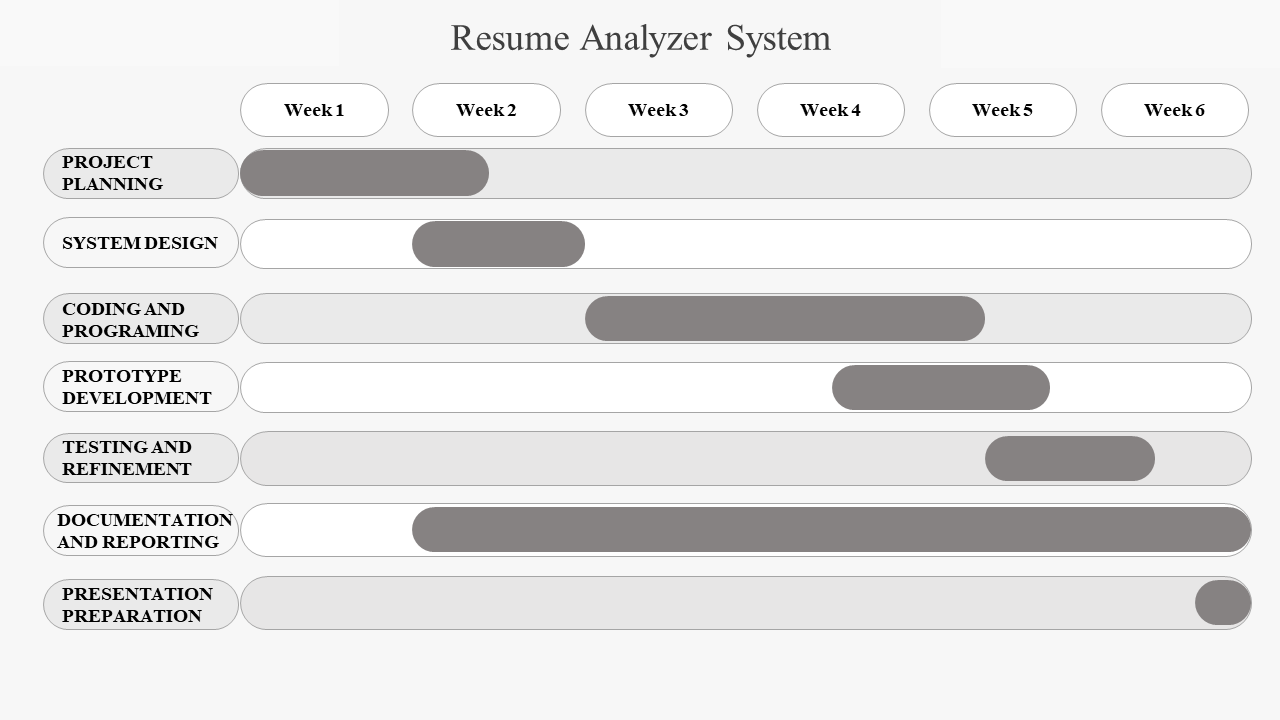 Resume Analyzer System
Week 1 Week 2 Week 3 Week 4 Week 5 Week 6
PROJECT
PLANNING
SYSTEM DESIGN
CODING AND
PROGRAMING
PROTOTYPE
DEVELOPMENT
TESTING AND
REFINEMENT
DOCUMENTATION
AND REPORTING
PRESENTATION
PREPARATION